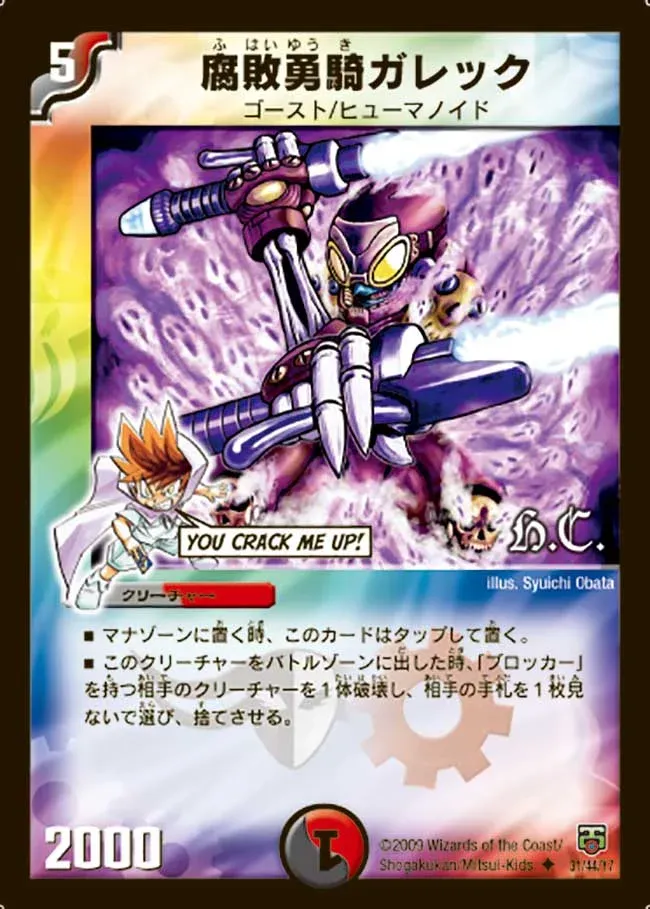 5
ふはいゆうき
腐敗勇騎ガレック
ゴースト/ヒューマノイド
YOU CRACK ME UP!
H.C.
illus. Syuichi Obata
クリーチャー
■ マナゾーンに置く時、このカードはタップして置く。
■ このクリーチャーをバトルゾーンに出した時、「ブロッカー」
を持つ相手のクリーチャーを1体破壊し、相手の手札を1枚見
ないで選び、捨てさせる。
2000
1
©2009 Wizards of the Coast/
Shogakukan/Mitsui-Kids
31/44/Y7